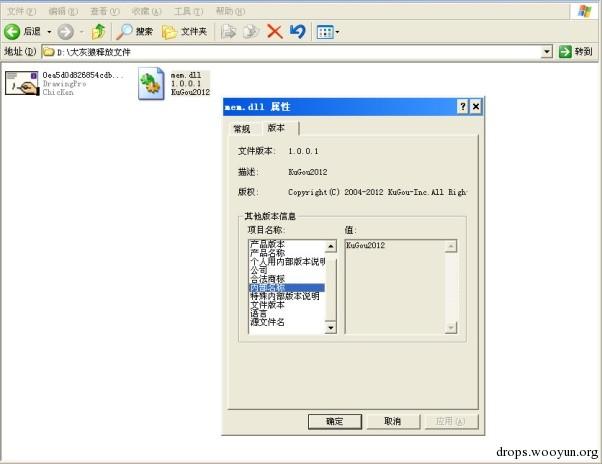 文件(F) 编辑(E) 查看(V) 收藏(A) 工具(T) 帮助(H)
后退 搜索 文件夹
地址(D) D:\大灰狼释放文件 转到
0ea5d0d826854cdb...
DrawingPro
ChicKen
mem.dll
1.0.0.1
KuGou2012
mem.dll 属性
常规 版本
文件版本: 1.0.0.1
描述: KuGou2012
版权: Copyright(C) 2004-2012 KuGou-Inc.All Righ
其他版本信息
项目名称: 值:
产品版本
产品名称
个人用内部版本说明
公司
合法商标
内部名称
特殊内部版本说明
文件版本
语言
源文件名
KuGou2012
确定 取消 应用(A)
drops.wooyun.org